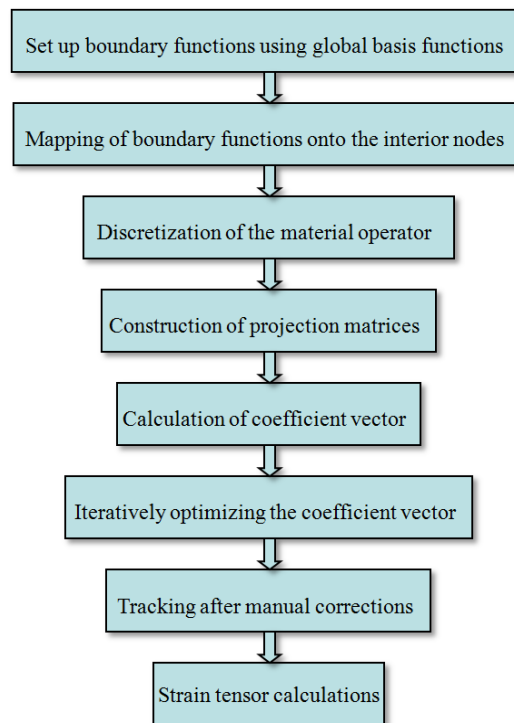 Set up boundary functions using global basis functions
Mapping of boundary functions onto the interior nodes
Discretization of the material operator
Construction of projection matrices
Calculation of coefficient vector
Iteratively optimizing the coefficient vector
Tracking after manual corrections
Strain tensor calculations